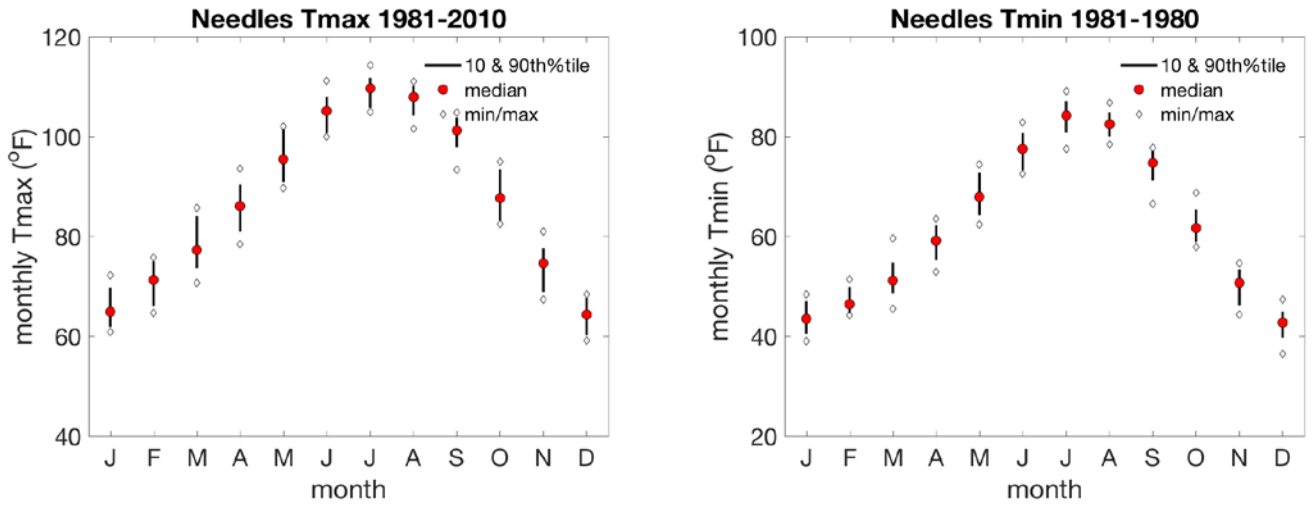 Needles Tmax 1981-2010
120
100
80
60
40
monthly Tmax (°F)
10 & 90th%tile
median
min/max
J F M A M J J A S O N D
month
Needles Tmin 1981-1980
100
80
60
40
20
monthly Tmin (°F)
10 & 90th%tile
median
min/max
J F M A M J J A S O N D
month